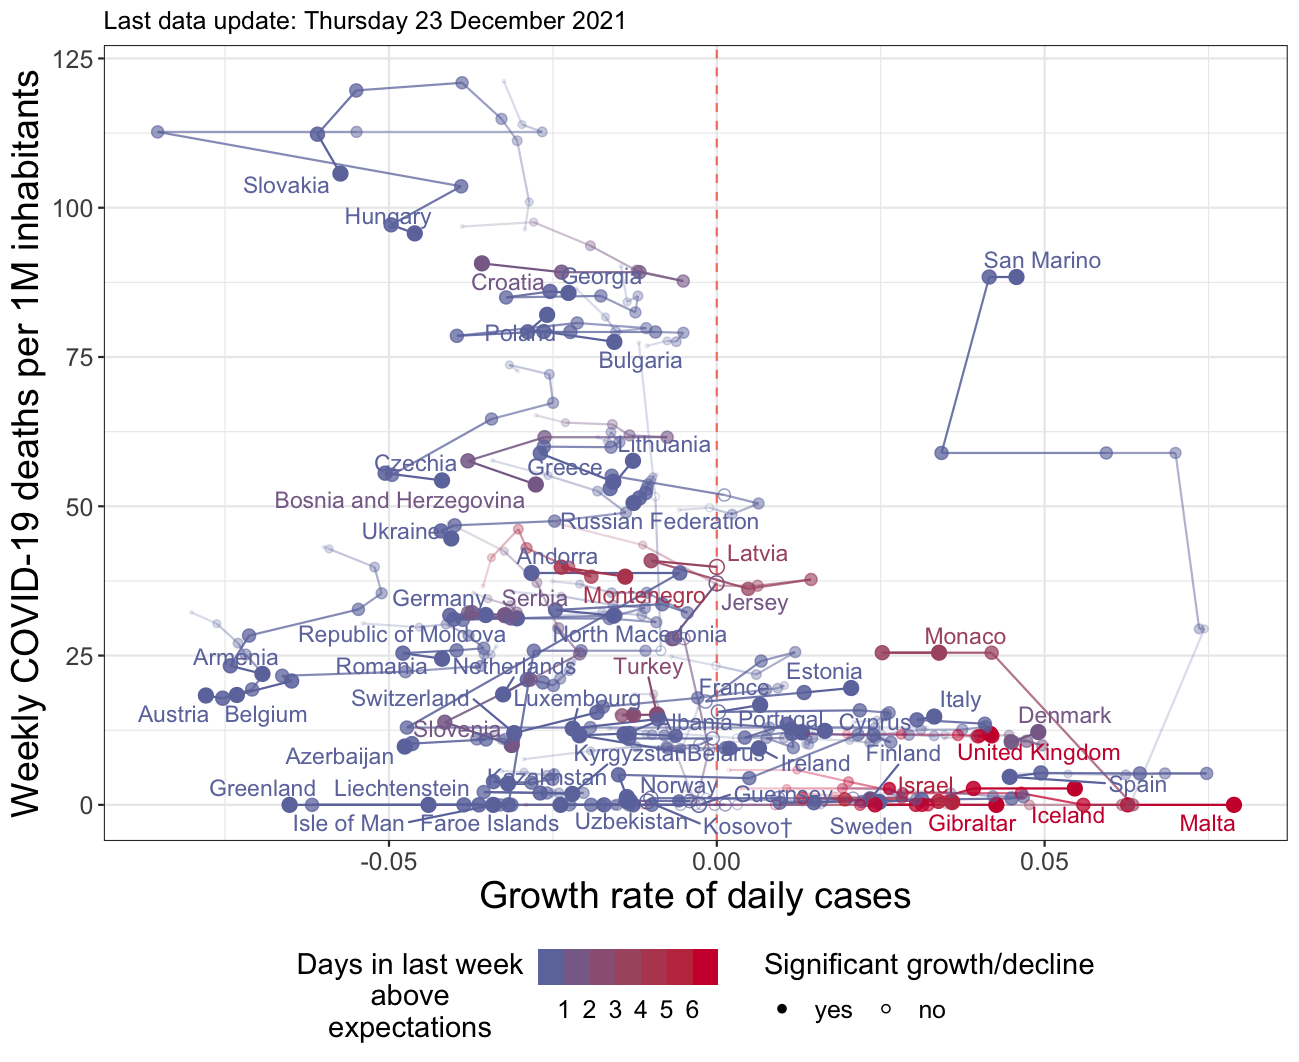 Last data update: Thursday 23 December 2021
Weekly COVID-19 deaths per 1M inhabitants
125
100
75
50
25
0
Slovakia
Hungary
San Marino
Croatia
Georgia
Poland
Bulgaria
Lithuania
Czechia
Greece
Bosnia and Herzegovina
Russian Federation
Ukraine
Andorra
Latvia
Germany
Serbia
Montenegro
Jersey
Republic of Moldova
North Macedonia
Monaco
Armenia
Romania
Netherlands
Turkey
Estonia
Switzerland
Luxembourg
France
Italy
Austria
Belgium
Slovenia
Albania
Portugal
Cyprus
Denmark
Azerbaijan
Kyrgyzstan
Belarus
Ireland
Finland
United Kingdom
Greenland
Liechtenstein
Kazakhstan
Norway
Guernsey
Israel
Spain
Isle of Man
Faroe Islands
Uzbekistan
Kosovo†
Sweden
Gibraltar
Iceland
Malta
-0.05
0.00
0.05
Growth rate of daily cases
Days in last week
above
expectations
1 2 3 4 5 6
Significant growth/decline
yes
no